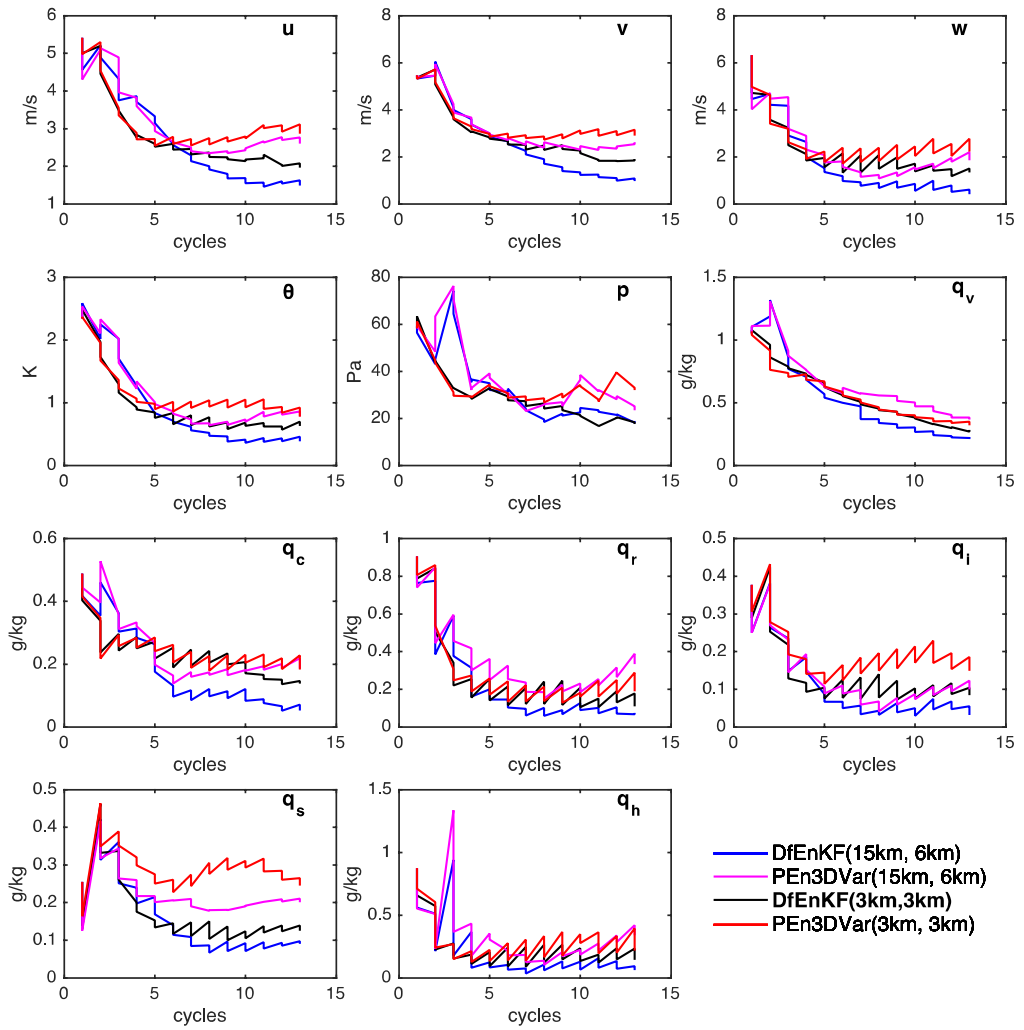 u
6
5
4
3
2
1
m/s
0 5 10 15
cycles
v
8
6
4
2
0
m/s
0 5 10 15
cycles
w
8
6
4
2
0
m/s
0 5 10 15
cycles
θ
3
2
1
0
K
0 5 10 15
cycles
p
80
60
40
20
0
Pa
0 5 10 15
cycles
q_v
1.5
1
0.5
0
g/kg
0 5 10 15
cycles
q_c
0.6
0.4
0.2
0
g/kg
0 5 10 15
cycles
q_r
1
0.8
0.6
0.4
0.2
0
g/kg
0 5 10 15
cycles
q_i
0.5
0.4
0.3
0.2
0.1
0
g/kg
0 5 10 15
cycles
q_s
0.5
0.4
0.3
0.2
0.1
0
g/kg
0 5 10 15
cycles
q_h
1.5
1
0.5
0
g/kg
0 5 10 15
cycles
DfEnKF(15km, 6km)
PEn3DVar(15km, 6km)
DfEnKF(3km,3km)
PEn3DVar(3km, 3km)